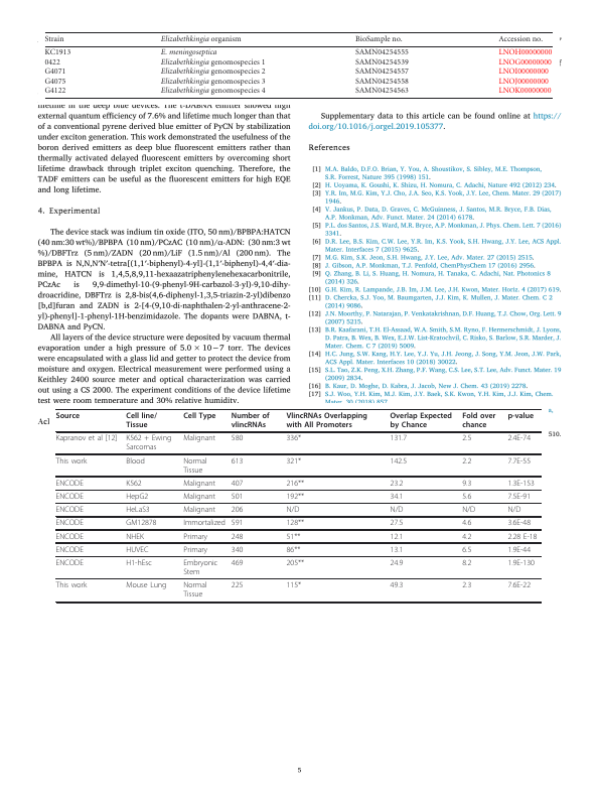 Strain Elizabethkingia organism BioSample no. Accession no.
KC1913 E. meningoseptica SAMN04254555 LNOH00000000
0422 Elizabethkingia genomospecies 1 SAMN04254539 LNOG00000000
G4071 Elizabethkingia genomospecies 2 SAMN04254557 LNOI00000000
G4075 Elizabethkingia genomospecies 3 SAMN04254558 LNOJ00000000
G4122 Elizabethkingia genomospecies 4 SAMN04254563 LNOK00000000
lifetime in the deep blue devices. The t-DABNA emitter showed high
external quantum efficiency of 7.6% and lifetime much longer than that
of a conventional pyrene derived blue emitter of PyCN by stabilization
under exciton generation. This work demonstrated the usefulness of the
boron derived emitters as deep blue fluorescent emitters rather than
thermally activated delayed fluorescent emitters by overcoming short
lifetime drawback through triplet exciton quenching. Therefore, the
TADF emitters can be useful as the fluorescent emitters for high EQE
and long lifetime.
4. Experimental
The device stack was indium tin oxide (ITO, 50 nm)/BPBPA:HATCN
(40 nm:30 wt%)/BPBPA (10 nm)/PCzAC (10 nm)/α-ADN: (30 nm:3 wt
%)/DBFTrz (5 nm)/ZADN (20 nm)/LiF (1.5 nm)/Al (200 nm). The
BPBPA is N,N,N′N′-tetra[(1,1′-biphenyl)-4-yl]-(1,1′-biphenyl)-4,4′-dia-
mine, HATCN is 1,4,5,8,9,11-hexaazatriphenylenehexacarbonitrile,
PCzAc is 9,9-dimethyl-10-(9-phenyl-9H-carbazol-3-yl)-9,10-dihy-
droacridine, DBFTrz is 2,8-bis(4,6-diphenyl-1,3,5-triazin-2-yl)dibenzo
[b,d]furan and ZADN is 2-[4-(9,10-di-naphthalen-2-yl-anthracene-2-
yl)-phenyl]-1-phenyl-1H-benzimidazole. The dopants were DABNA, t-
DABNA and PyCN.
All layers of the device structure were deposited by vacuum thermal
evaporation under a high pressure of 5.0 × 10−7 torr. The devices
were encapsulated with a glass lid and getter to protect the device from
moisture and oxygen. Electrical measurement were performed using a
Keithley 2400 source meter and optical characterization was carried
out using a CS 2000. The experiment conditions of the device lifetime
test were room temperature and 30% relative humidity.
Acl
Supplementary data to this article can be found online at https://
doi.org/10.1016/j.orgel.2019.105377.
References
[1] M.A. Baldo, D.F.O. Brian, Y. You, A. Shoustikov, S. Sibley, M.E. Thompson,
S.R. Forrest, Nature 395 (1998) 151.
[2] H. Uoyama, K. Goushi, K. Shizu, H. Nomura, C. Adachi, Nature 492 (2012) 234.
[3] Y.R. Im, M.G. Kim, Y.J. Cho, J.A. Seo, K.S. Yook, J.Y. Lee, Chem. Mater. 29 (2017)
1946.
[4] V. Jankus, P. Data, D. Graves, C. McGuinness, J. Santos, M.R. Bryce, F.B. Dias,
A.P. Monkman, Adv. Funct. Mater. 24 (2014) 6178.
[5] P.L. dos Santos, J.S. Ward, M.R. Bryce, A.P. Monkman, J. Phys. Chem. Lett. 7 (2016)
3341.
[6] D.R. Lee, B.S. Kim, C.W. Lee, Y.R. Im, K.S. Yook, S.H. Hwang, J.Y. Lee, ACS Appl.
Mater. Interfaces 7 (2015) 9625.
[7] M.G. Kim, S.K. Jeon, S.H. Hwang, J.Y. Lee, Adv. Mater. 27 (2015) 2515.
[8] J. Gibson, A.P. Monkman, T.J. Penfold, ChemPhysChem 17 (2016) 2956.
[9] Q. Zhang, B. Li, S. Huang, H. Nomura, H. Tanaka, C. Adachi, Nat. Photonics 8
(2014) 326.
[10] G.H. Kim, R. Lampande, J.B. Im, J.M. Lee, J.H. Kwon, Mater. Horiz. 4 (2017) 619.
[11] D. Chercka, S.J. Yoo, M. Baumgarten, J.J. Kim, K. Mullen, J. Mater. Chem. C 2
(2014) 9086.
[12] J.N. Moorthy, P. Natarajan, P. Venkatakrishnan, D.F. Huang, T.J. Chow, Org. Lett. 9
(2007) 5215.
[13] B.R. Kaafarani, T.H. El-Assaad, W.A. Smith, S.M. Ryno, F. Hermerschmidt, J. Lyons,
D. Patra, B. Wex, B. Wex, E.J.W. List-Kratochvil, C. Risko, S. Barlow, S.R. Marder, J.
Mater. Chem. C 7 (2019) 5009.
[14] H.C. Jung, S.W. Kang, H.Y. Lee, Y.J. Yu, J.H. Jeong, J. Song, Y.M. Jeon, J.W. Park,
ACS Appl. Mater. Interfaces 10 (2018) 30022.
[15] S.L. Tao, Z.K. Peng, X.H. Zhang, P.F. Wang, C.S. Lee, S.T. Lee, Adv. Funct. Mater. 19
(2009) 2834.
[16] B. Kaur, D. Moghe, D. Kabra, J. Jacob, New J. Chem. 43 (2019) 2278.
[17] S.J. Woo, Y.H. Kim, M.J. Kim, J.Y. Baek, S.K. Kwon, Y.H. Kim, J.J. Kim, Chem.
Mater. 30 (2018) 857.
510.
Source Cell line/ Cell Type Number of VlincRNAs Overlapping Overlap Expected Fold over p-value
Tissue vlincRNAs with All Promoters by Chance chance
Kapranov et al [12] K562 + Ewing Malignant 580 336* 131.7 2.5 2.4E-74
Sarcomas
This work Blood Normal 613 321* 142.5 2.2 7.7E-55
Tissue
ENCODE K562 Malignant 407 216** 23.2 9.3 1.3E-153
ENCODE HepG2 Malignant 501 192** 34.1 5.6 7.5E-91
ENCODE HeLaS3 Malignant 206 N/D N/D N/D N/D
ENCODE GM12878 Immortalized 591 128** 27.5 4.6 3.6E-48
ENCODE NHEK Primary 248 51** 12.1 4.2 2.28 E-18
ENCODE HUVEC Primary 340 86** 13.1 6.5 1.9E-44
ENCODE H1-hEsc Embryonic 469 205** 24.9 8.2 1.9E-130
Stem
This work Mouse Lung Normal 225 115* 49.3 2.3 7.6E-22
Tissue
5